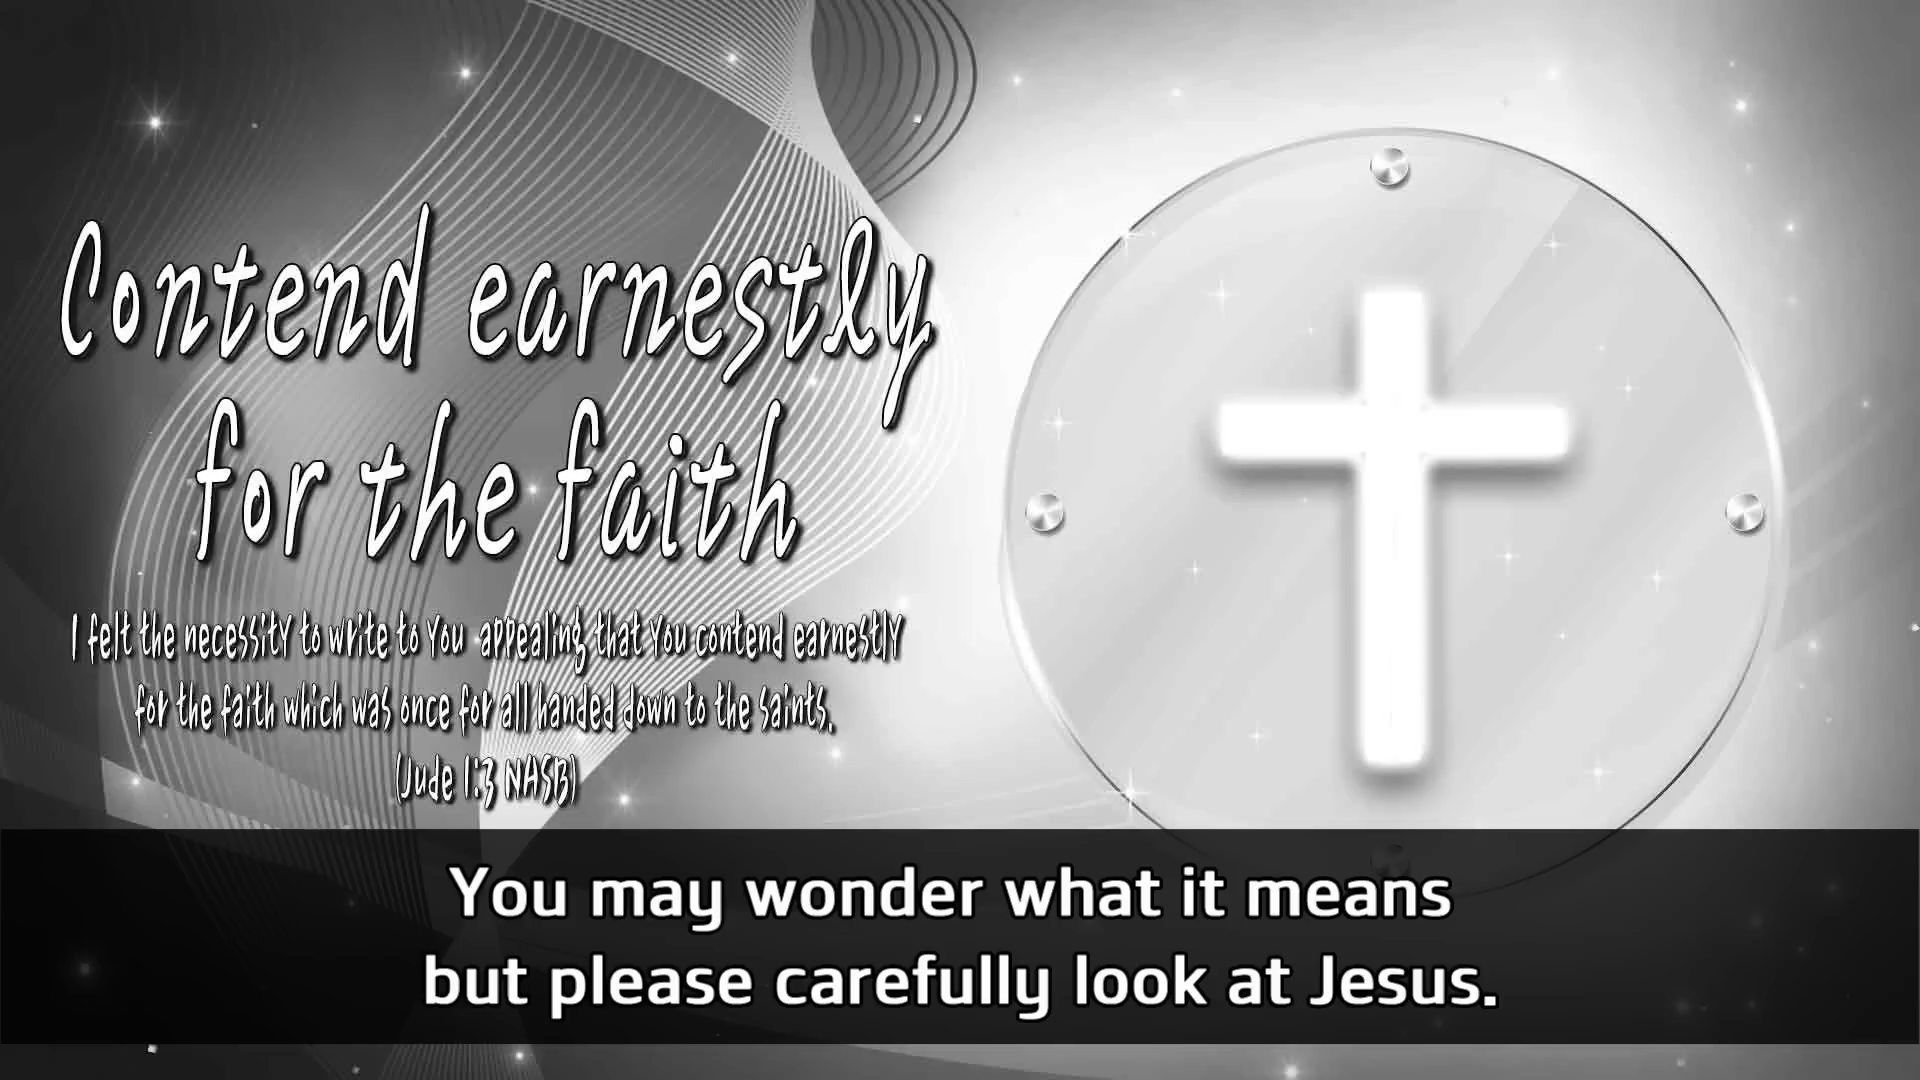 Contend earnestly
for the faith
I felt the necessity to write to you appealing that you contend earnestly
for the faith which was once for all handed down to the saints.
(Jude 1:3 NASB)
You may wonder what it means
but please carefully look at Jesus.